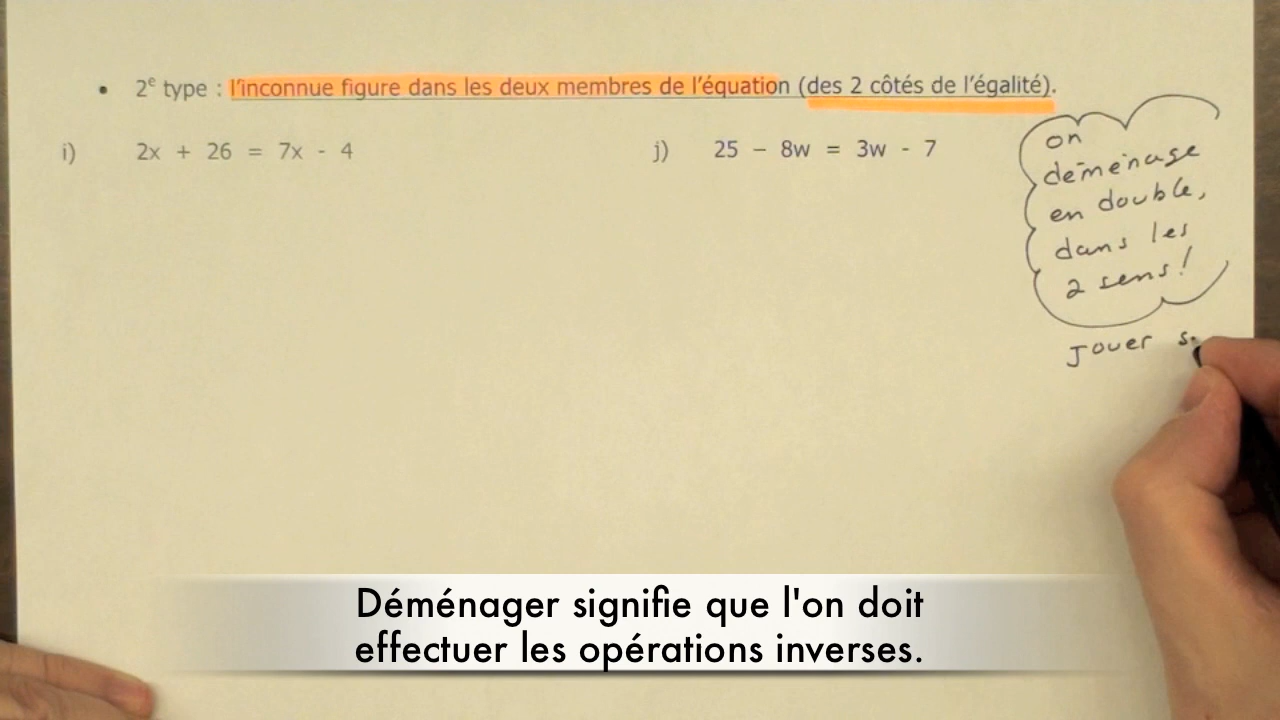 • 2e type : l'inconnue figure dans les deux membres de l'équation (des 2 côtés de l'égalité).
i) 2x + 26 = 7x - 4
j) 25 – 8w = 3w - 7
on
déménage
en double,
dans les
2 sens!
Jouer
Déménager signifie que l'on doit
effectuer les opérations inverses.